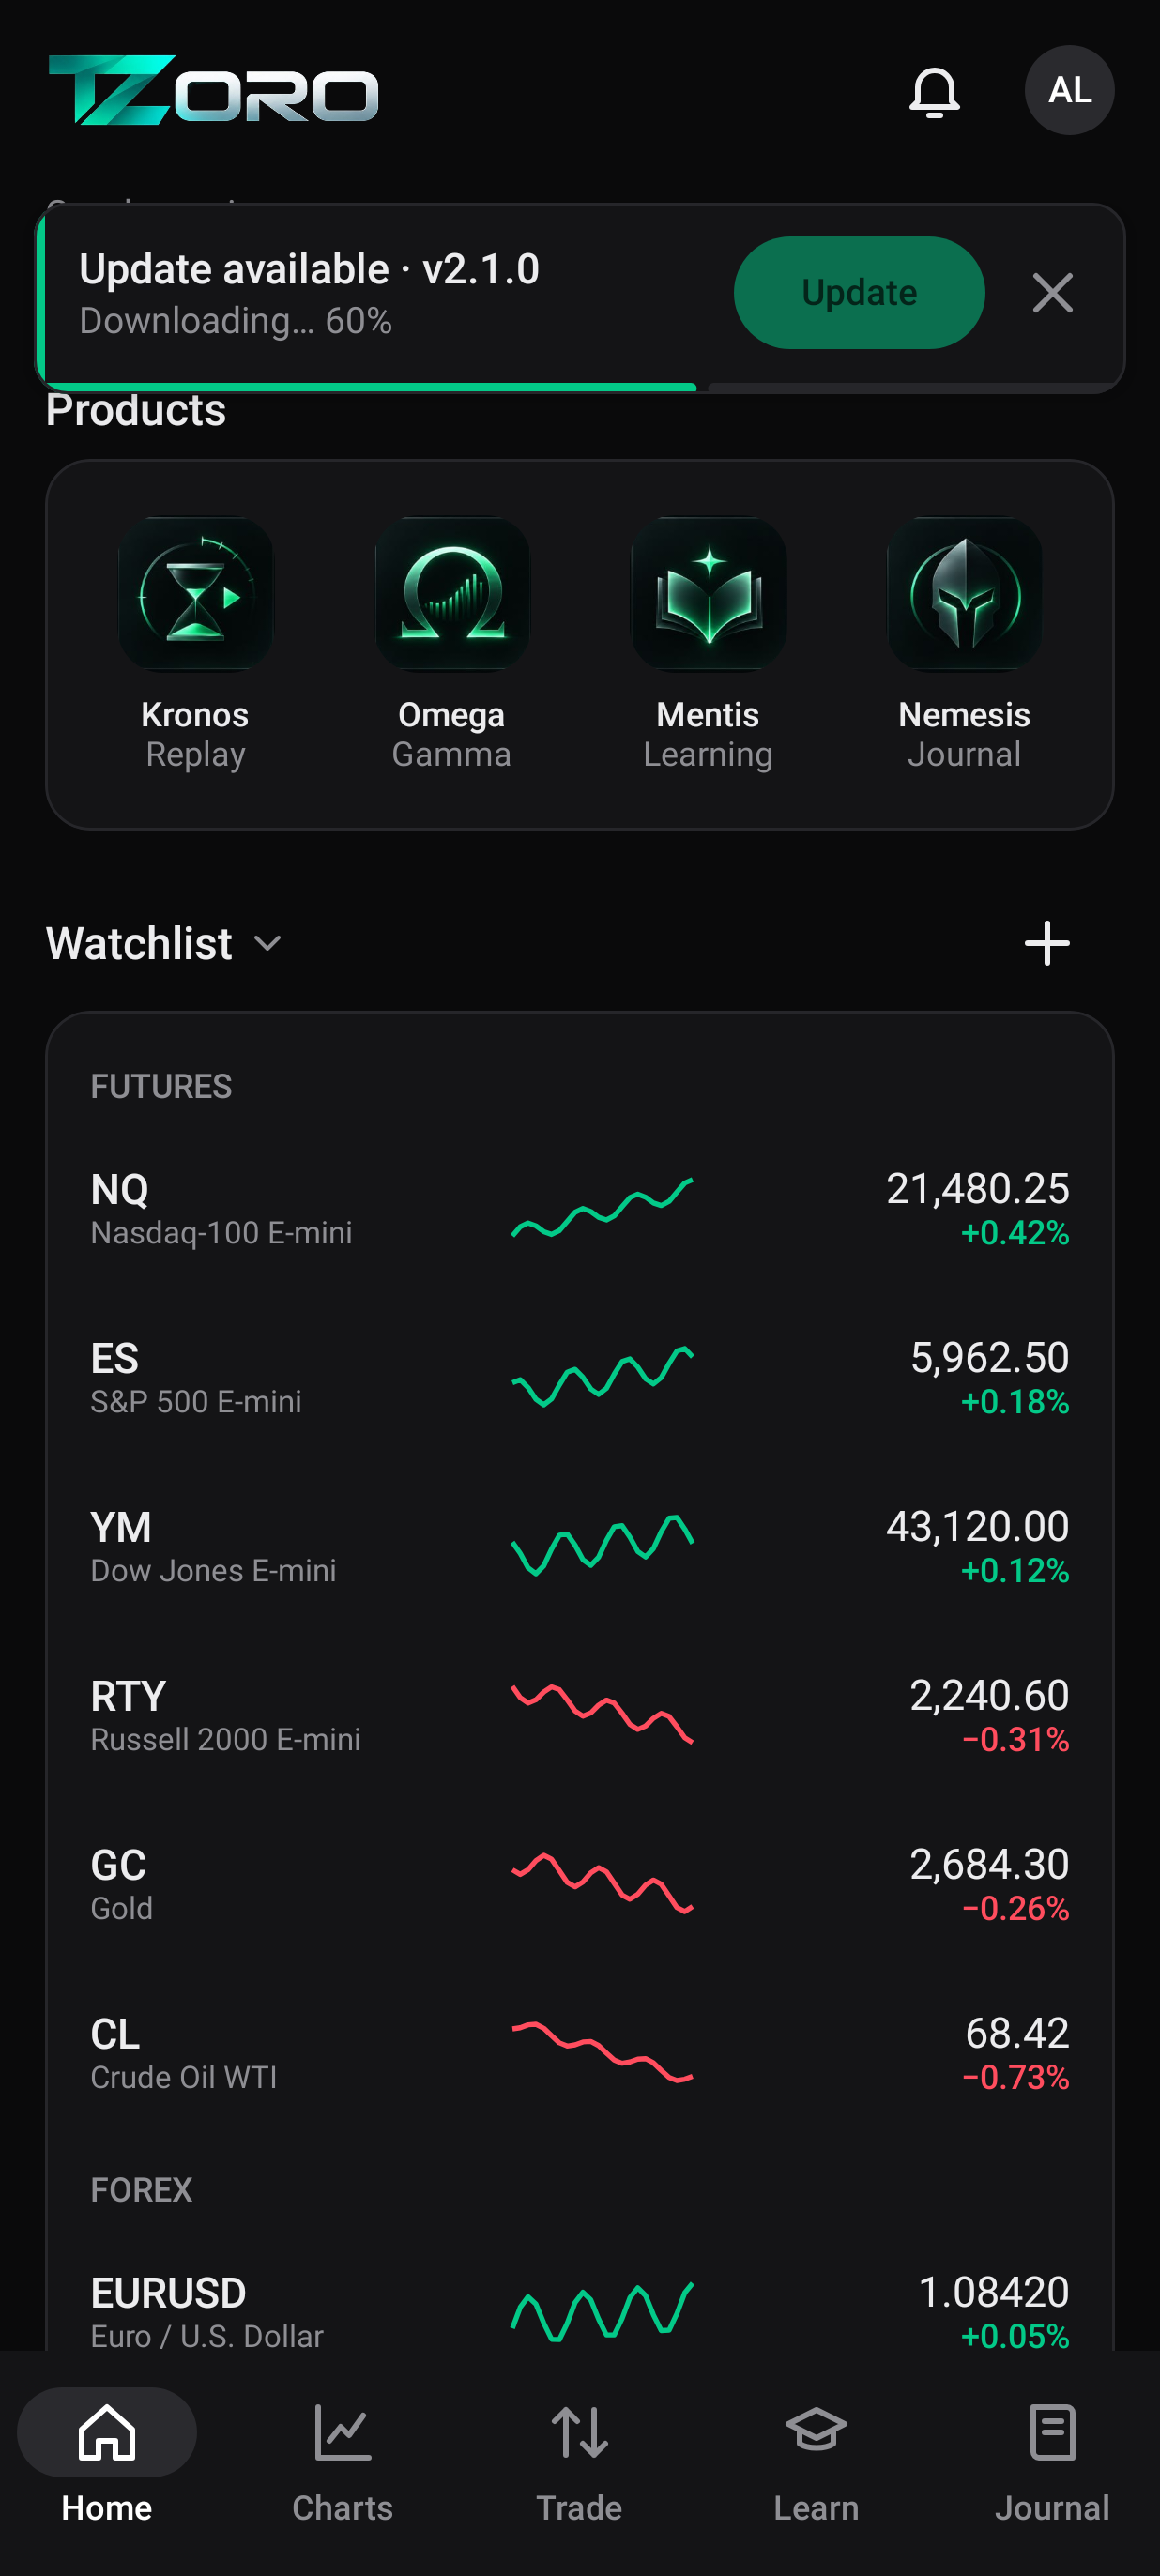 TZORO
AL
Update available · v2.1.0
Downloading... 60%
Update
Products
Kronos
Replay
Omega
Gamma
Mentis
Learning
Nemesis
Journal
Watchlist
FUTURES
NQ
Nasdaq-100 E-mini
21,480.25
+0.42%
ES
S&P 500 E-mini
5,962.50
+0.18%
YM
Dow Jones E-mini
43,120.00
+0.12%
RTY
Russell 2000 E-mini
2,240.60
−0.31%
GC
Gold
2,684.30
−0.26%
CL
Crude Oil WTI
68.42
−0.73%
FOREX
EURUSD
Euro / U.S. Dollar
1.08420
+0.05%
Home
Charts
Trade
Learn
Journal